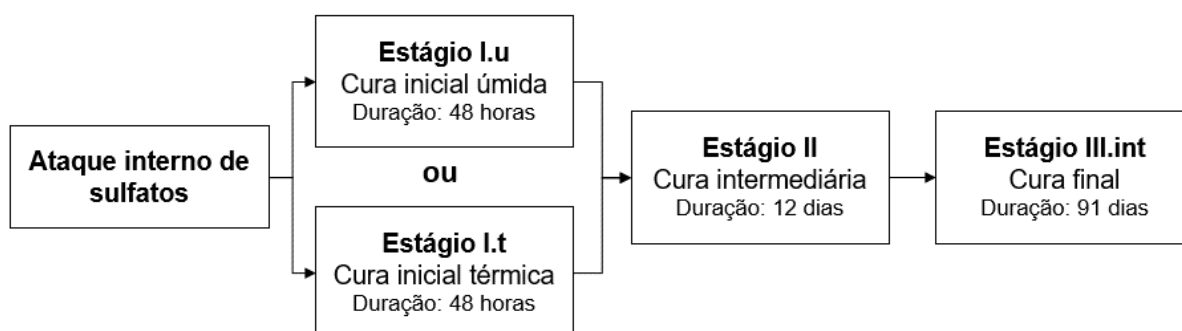 Ataque interno de
sulfatos
Estágio I.u
Cura inicial úmida
Duração: 48 horas
ou
Estágio I.t
Cura inicial térmica
Duração: 48 horas
Estágio II
Cura intermediária
Duração: 12 dias
Estágio III.int
Cura final
Duração: 91 dias